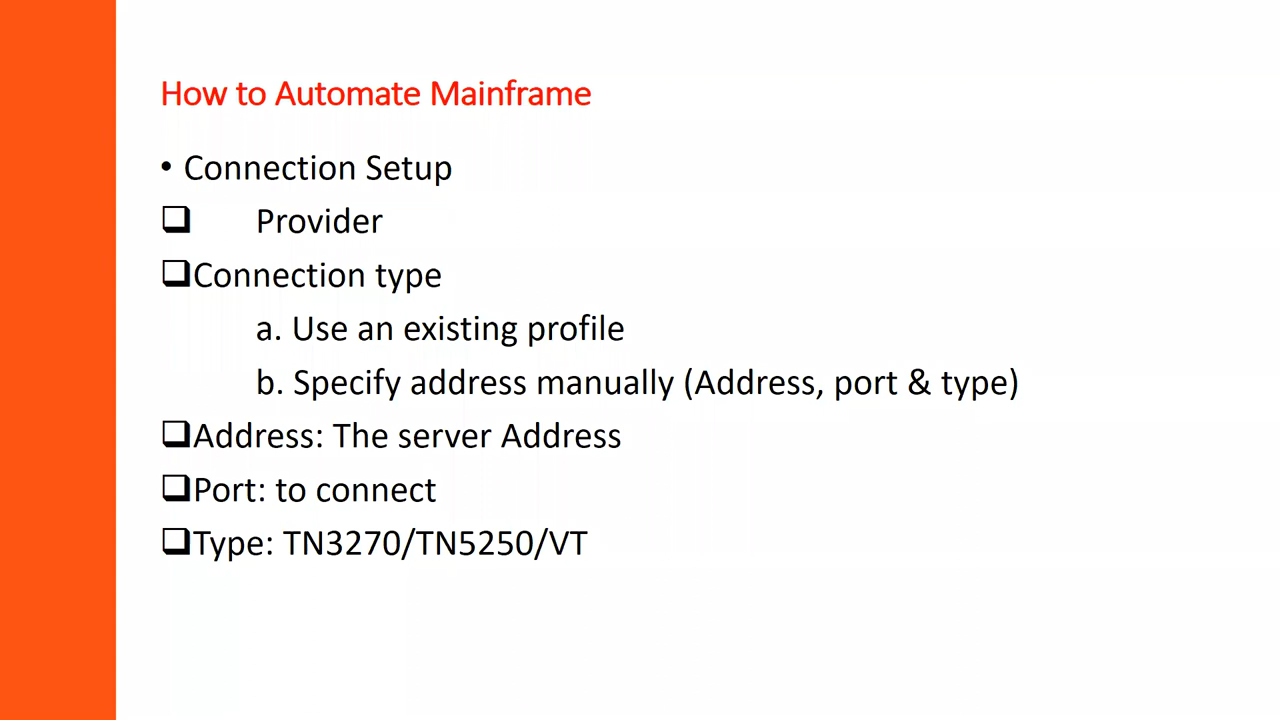 How to Automate Mainframe
• Connection Setup
❑ Provider
❑Connection type
a. Use an existing profile
b. Specify address manually (Address, port & type)
❑Address: The server Address
❑Port: to connect
❑Type: TN3270/TN5250/VT